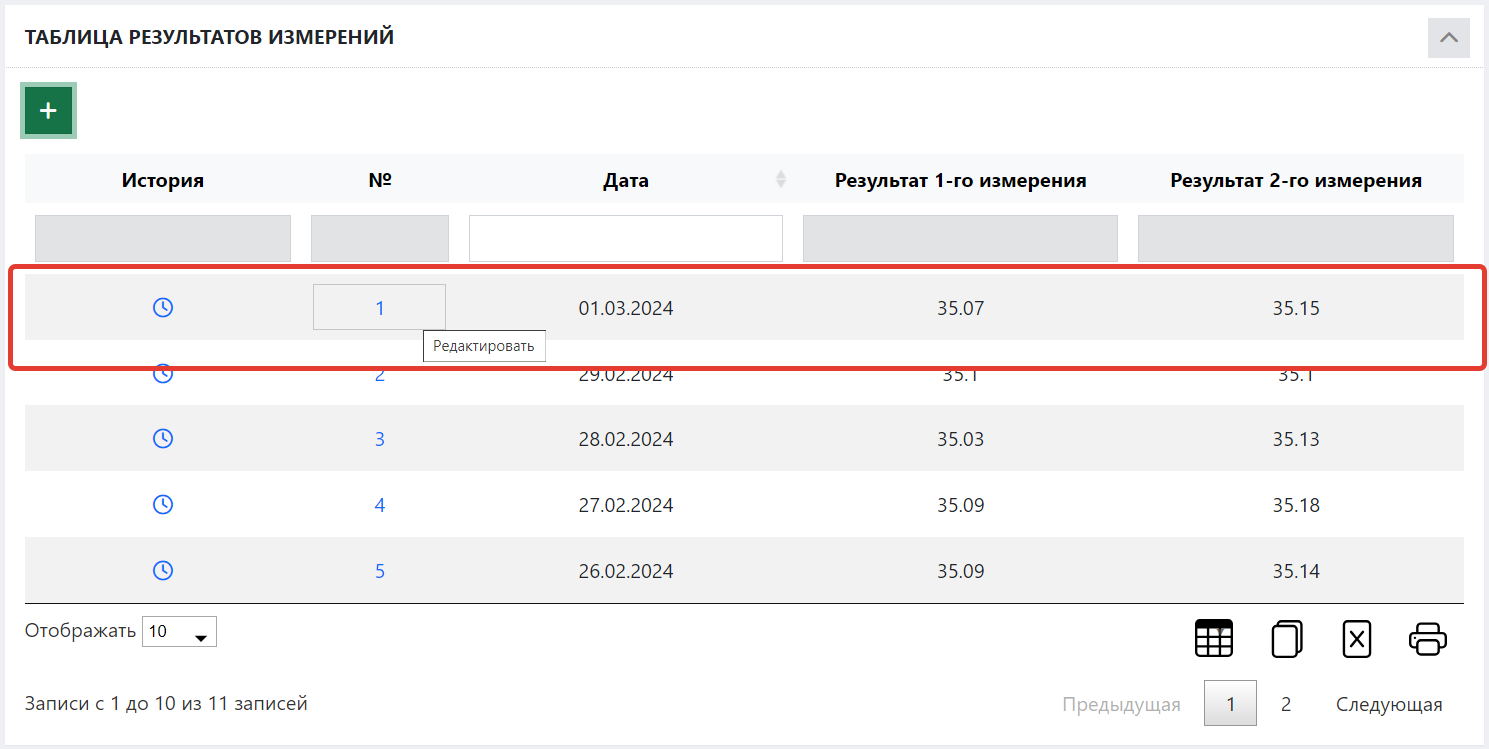 ТАБЛИЦА РЕЗУЛЬТАТОВ ИЗМЕРЕНИЙ
+
История № Дата Результат 1-го измерения Результат 2-го измерения
1 01.03.2024 35.07 35.15
Редактировать
2 29.02.2024 35.1 35.1
3 28.02.2024 35.03 35.13
4 27.02.2024 35.09 35.18
5 26.02.2024 35.09 35.14
Отображать 10
Записи с 1 до 10 из 11 записей Предыдущая 1 2 Следующая